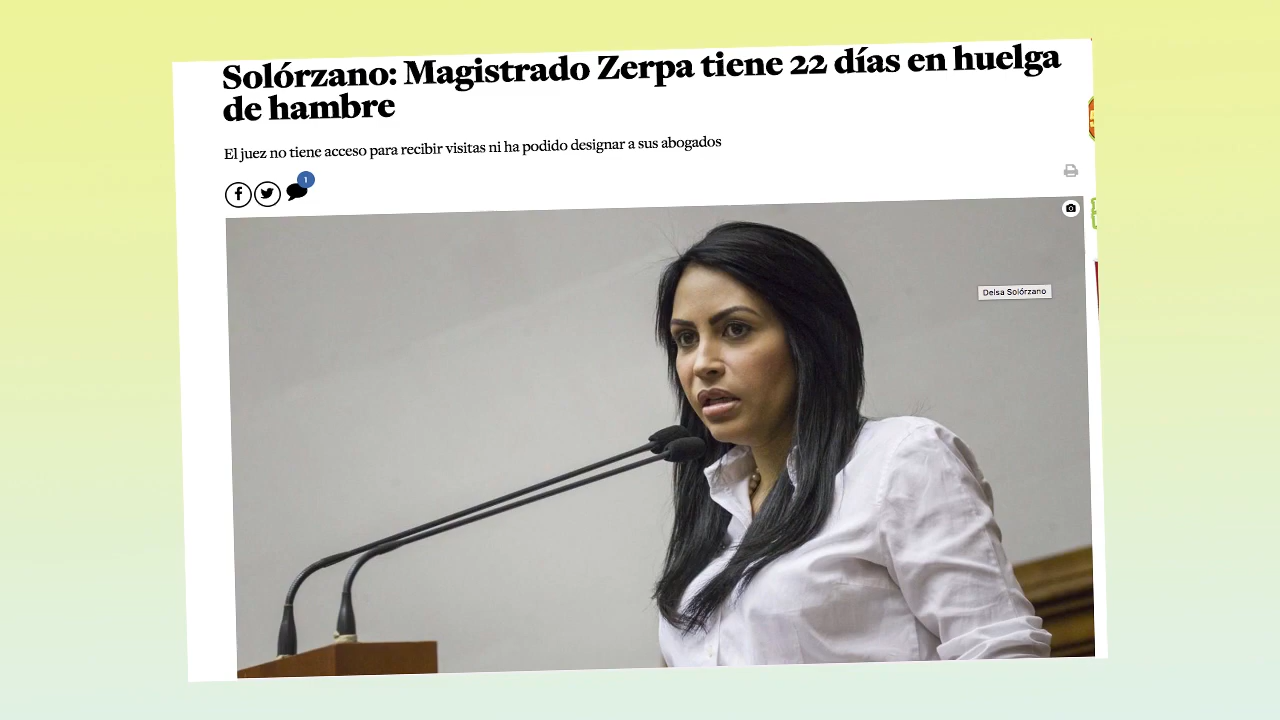 Solórzano: Magistrado Zerpa tiene 22 días en huelga
de hambre
El juez no tiene acceso para recibir visitas ni ha podido designar a sus abogados
1
Delsa Solórzano